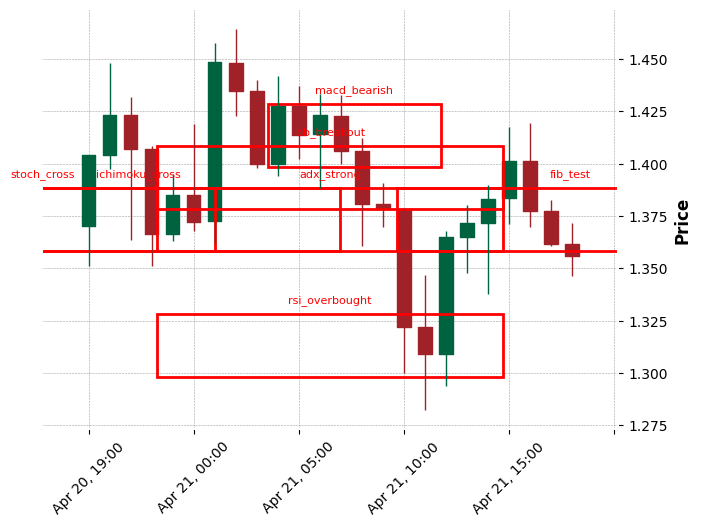 macd_bearish
stoch_cross
adx_strong
fib_test
rsi_overbought
1.450
1.425
1.400
1.375
1.350
1.325
1.300
1.275
Price
Apr 20, 19:00
Apr 21, 00:00
Apr 21, 05:00
Apr 21, 10:00
Apr 21, 15:00